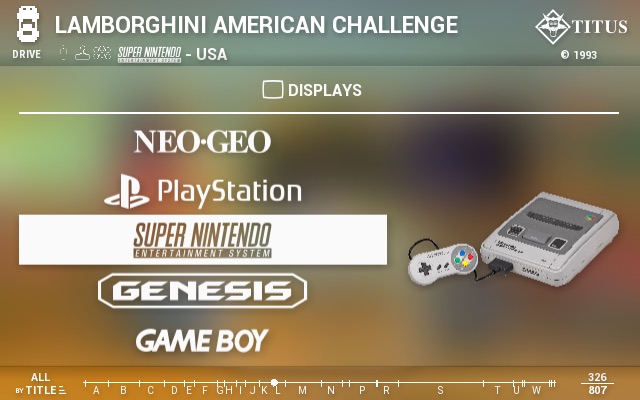 LAMBORGHINI AMERICAN CHALLENGE
TITUS
DRIVE
SUPER NINTENDO
ENTERTAINMENT SYSTEM
- USA
© 1993
DISPLAYS
NEO·GEO
PlayStation
SUPER NINTENDO
ENTERTAINMENT SYSTEM
GENESIS
GAME BOY
ALL
BY TITLE
A B C D E F G H I J K L M N P R S T U W
326
807